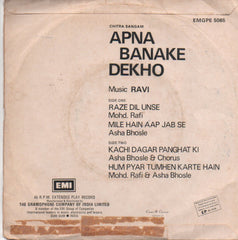 CHITRA SANGAM
EMGPE 5065
APNA
BANAKE
DEKHO
Music RAVI
SIDE ONE
RAZE DIL UNSE
Mohd. Rafi
MILE HAIN AAP JAB SE
Asha Bhosle
SIDE TWO
KACHI DAGAR PANGHAT KI
Asha Bhosle & Chorus
HUM PYAR TUMHEN KARTE HAIN
Mohd. Rafi & Asha Bhosle
EMI
45 R.P.M. EXTENDED PLAY RECORD
THE GRAMOPHONE COMPANY OF INDIA LIMITED